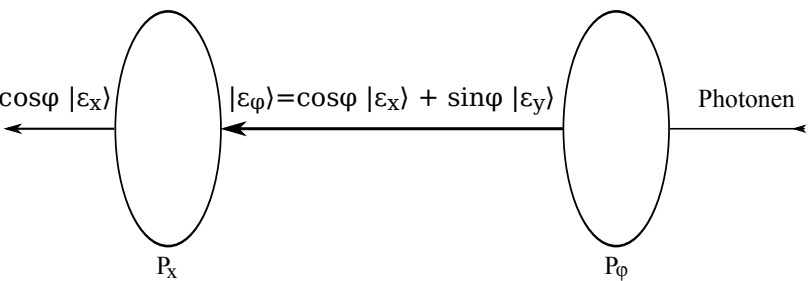 cosφ |εx⟩
|εφ⟩=cosφ |εx⟩ + sinφ |εy⟩
Photonen
Px
Pφ